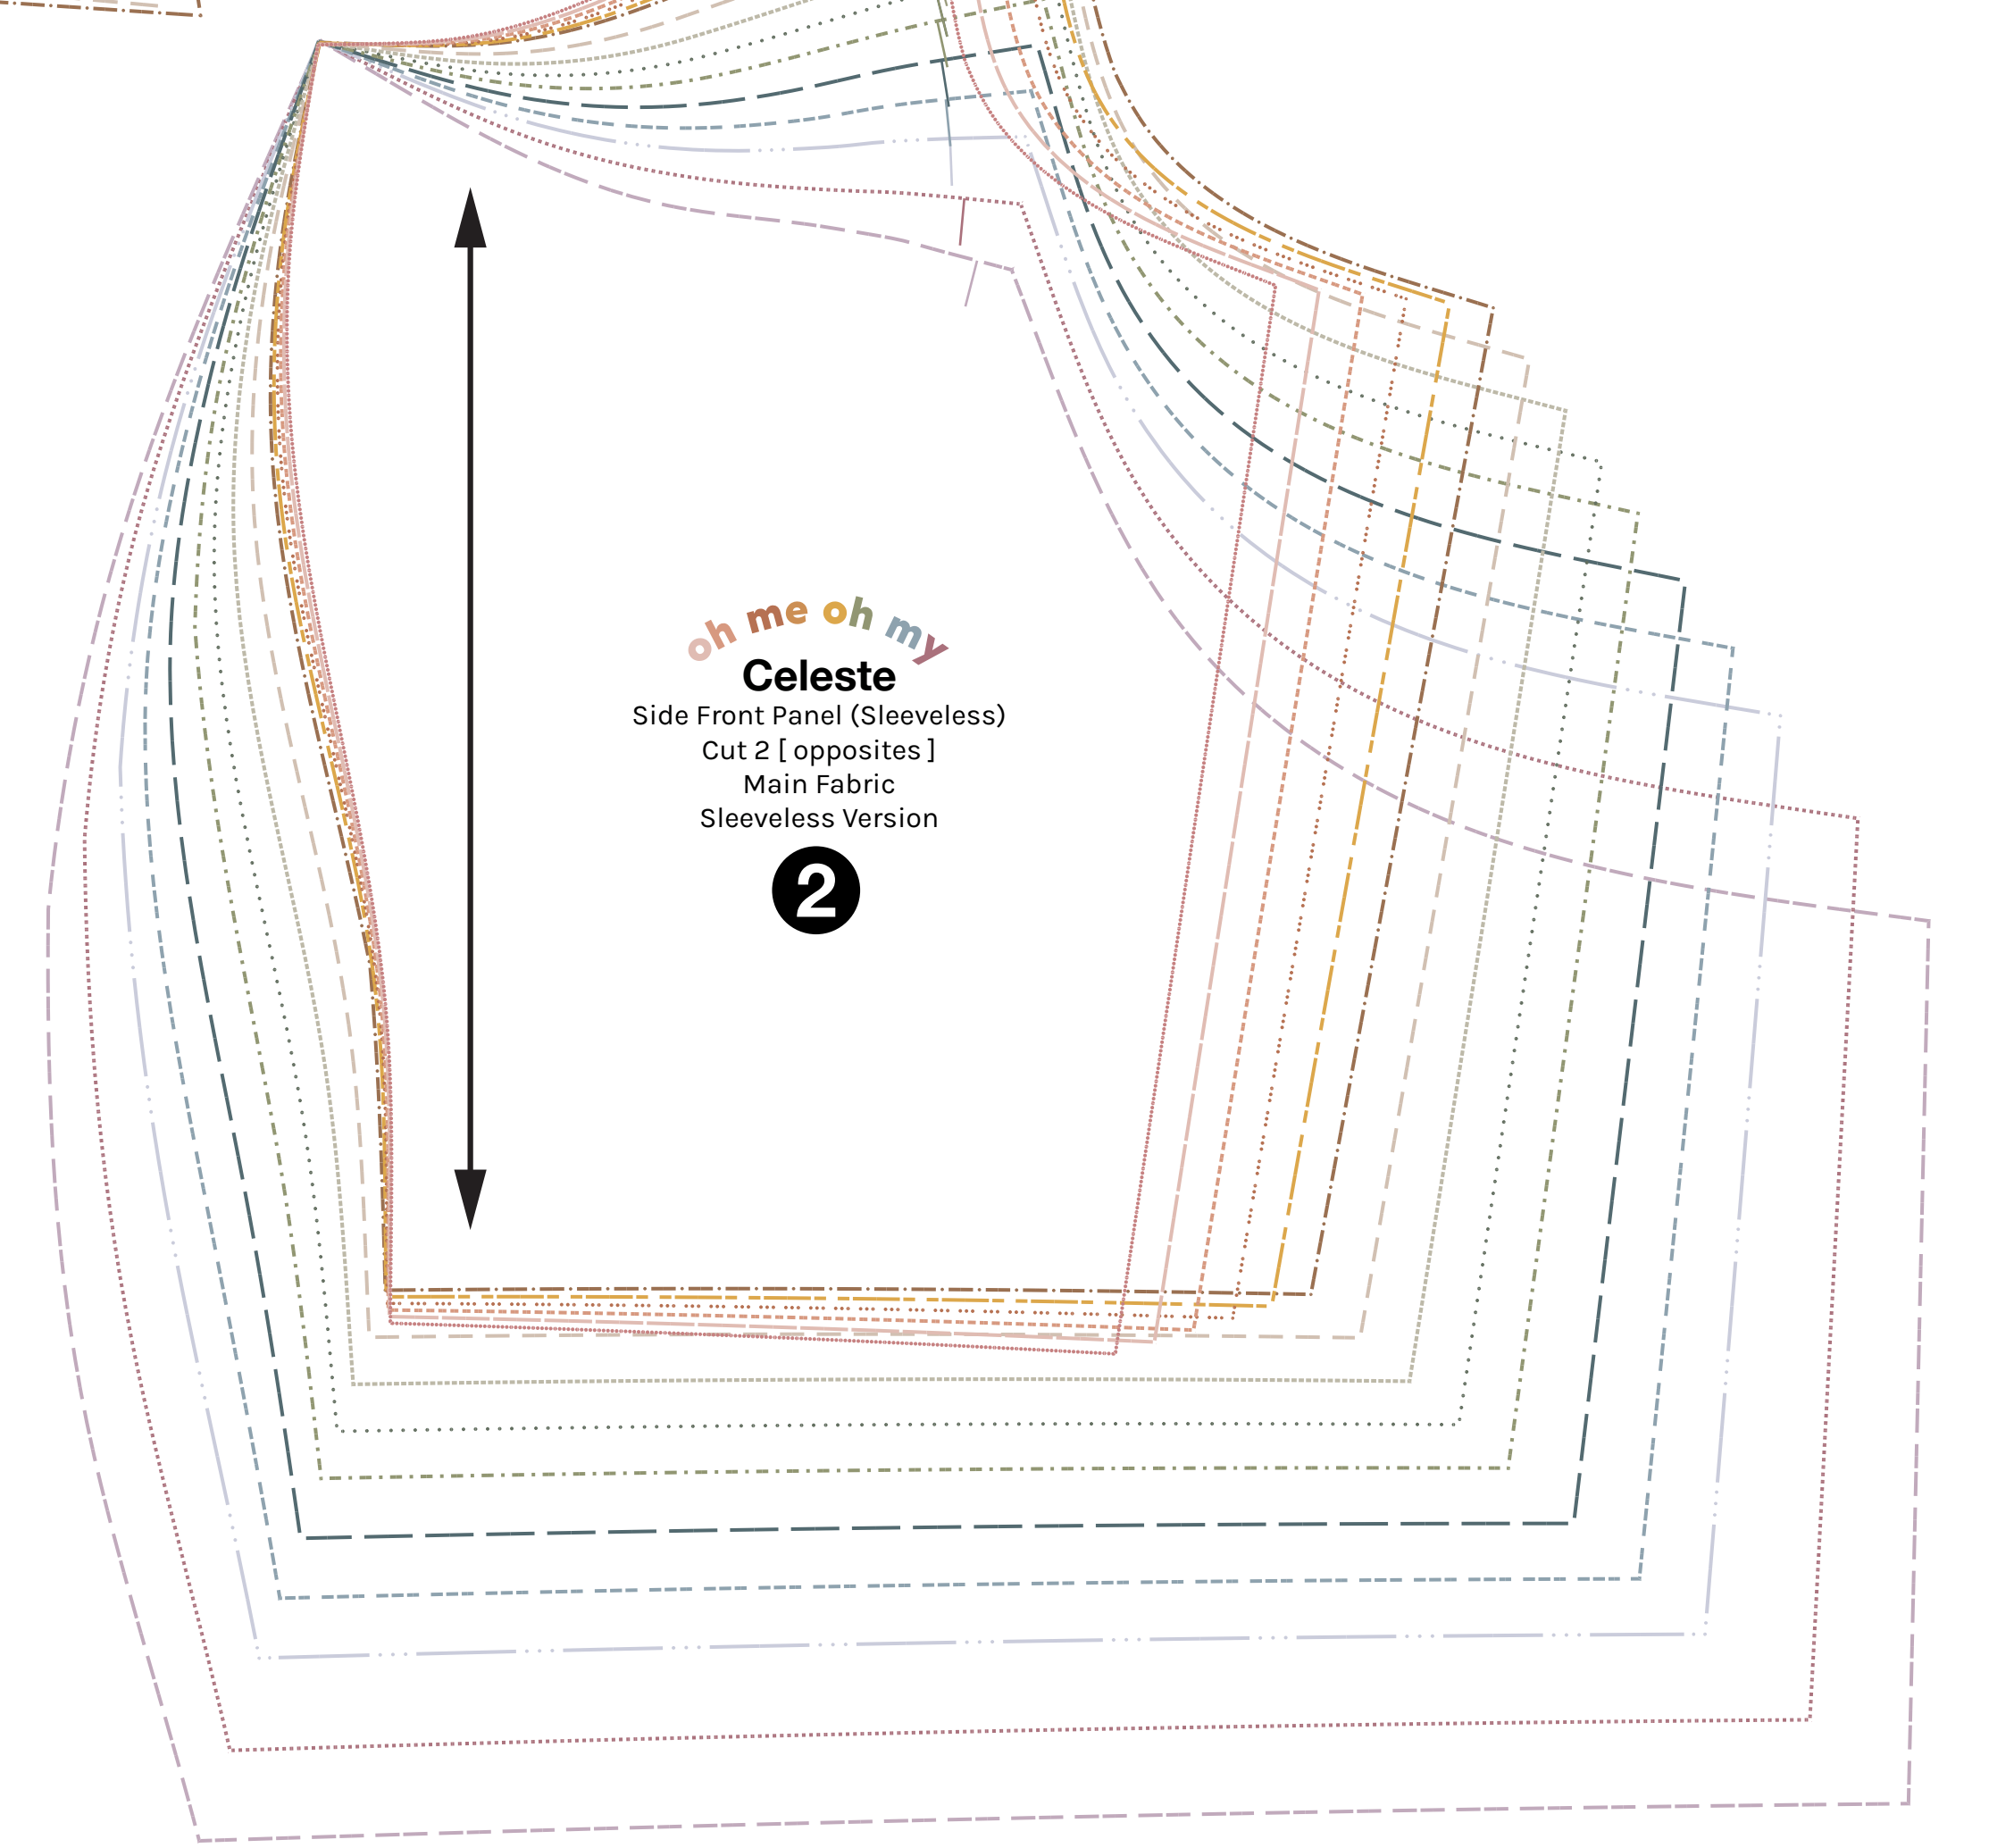 oh me oh my
Celeste
Side Front Panel (Sleeveless)
Cut 2 [ opposites ]
Main Fabric
Sleeveless Version
2